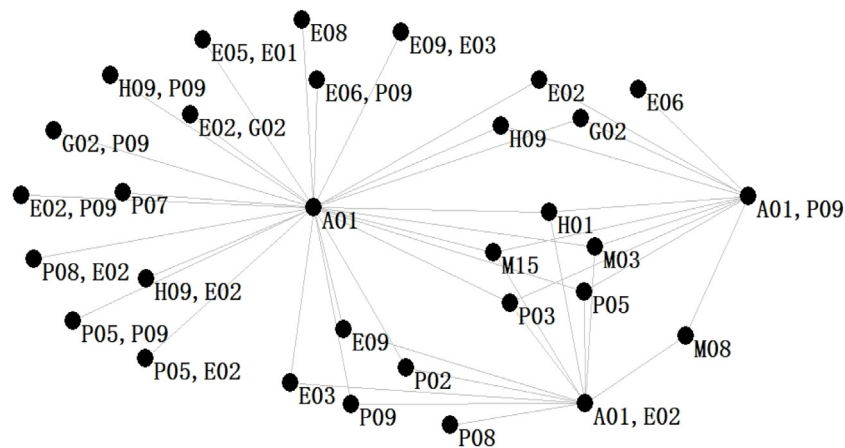 E08
E05, E01
E09, E03
H09, P09
E06, P09
E02
E06
E02, G02
G02
H09
G02, P09
E02, P09
P07
A01
A01, P09
H01
P08, E02
M15
M03
H09, E02
P05
P03
P05, P09
E09
M08
P05, E02
P02
E03
P09
A01, E02
P08